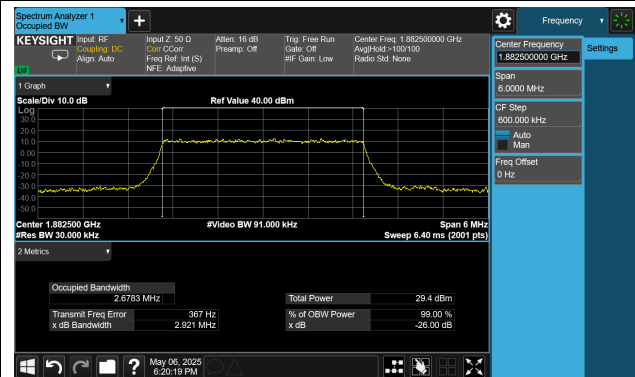 Spectrum Analyzer 1
Occupied BW
Frequency
KEYSIGHT
Input: RF
Coupling: DC
Align: Auto
Input Z: 50 Ω
Corr CCorr
Freq Ref: Int (S)
NFE: Adaptive
Atten: 16 dB
Preamp: Off
Trig: Free Run
Gate: Off
#IF Gain: Low
Center Freq: 1.882500000 GHz
Avg|Hold:>100/100
Radio Std: None
Center Frequency
1.882500000 GHz
Settings
Span
6.0000 MHz
CF Step
600.000 kHz
Auto
Man
Freq Offset
0 Hz
1 Graph
Scale/Div 10.0 dB
Ref Value 40.00 dBm
Log
30.0
20.0
10.0
0.00
-10.0
-20.0
-30.0
-40.0
-50.0
Center 1.882500 GHz
#Video BW 91.000 kHz
Span 6 MHz
#Res BW 30.000 kHz
Sweep 6.40 ms (2001 pts)
2 Metrics
Occupied Bandwidth
2.6783 MHz
Total Power 29.4 dBm
Transmit Freq Error 367 Hz
% of OBW Power 99.00 %
x dB Bandwidth 2.921 MHz
x dB -26.00 dB
?
May 06, 2025
6:20:19 PM